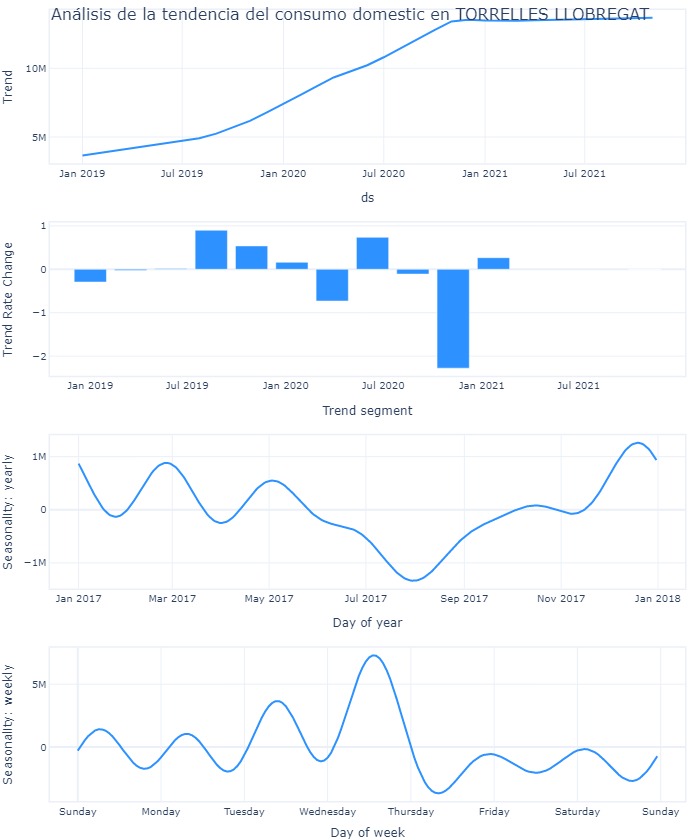 Análisis de la tendencia del consumo domestic en TORRELLES LLOBREGAT
Trend
10M
5M
Jan 2019 Jul 2019 Jan 2020 Jul 2020 Jan 2021 Jul 2021
ds
Trend Rate Change
1
0
−1
−2
Jan 2019 Jul 2019 Jan 2020 Jul 2020 Jan 2021 Jul 2021
Trend segment
Seasonality: yearly
1M
0
−1M
Jan 2017 Mar 2017 May 2017 Jul 2017 Sep 2017 Nov 2017 Jan 2018
Day of year
Seasonality: weekly
5M
0
Sunday Monday Tuesday Wednesday Thursday Friday Saturday Sunday
Day of week